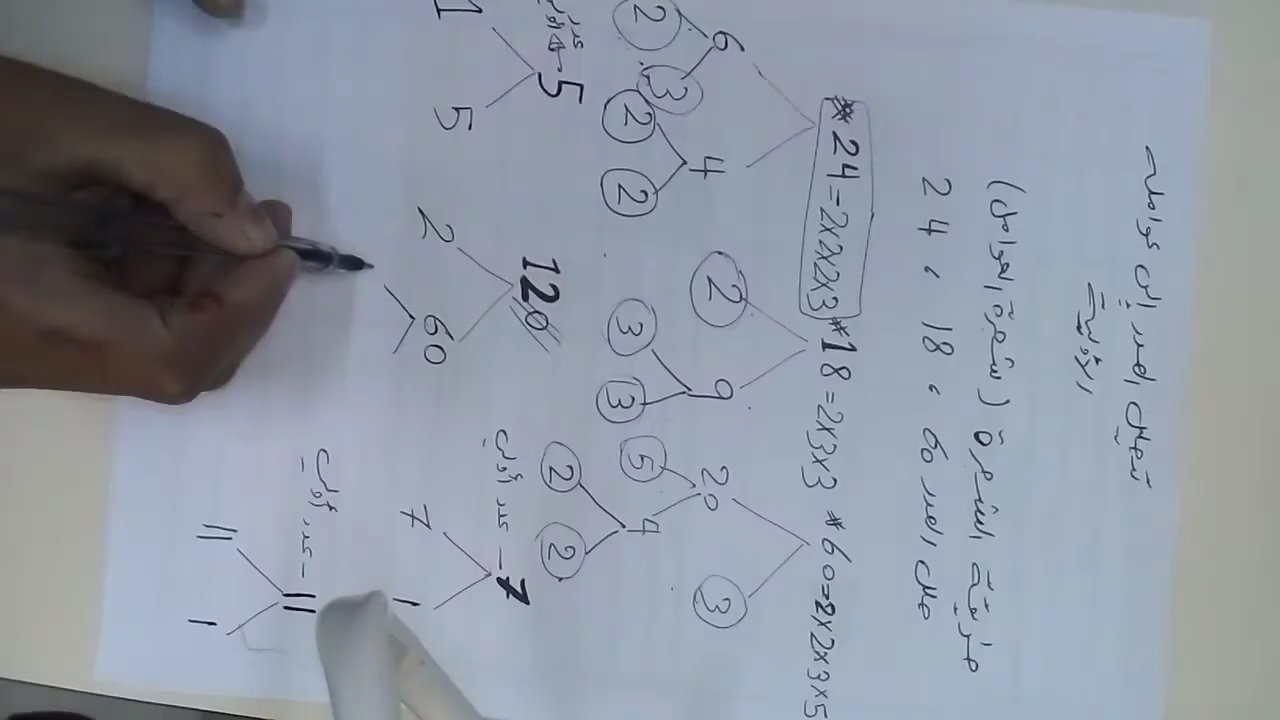 تحليل العدد إلى عوامله
الأولية
طريقة الشجرة (شجرة العوامل)
حلل العدد 60 ، 18 ، 24
* 24 = 2x2x2x3 * 18 = 2x3x3 * 60 = 2x2x3x5
6 4 2 9 20 3
2 3 2 2 3 3 5 4
2 2
5 - عدد أولي
1 5
120
2 60
7 - عدد أولي
7 1
11 - عدد أولي
11 1